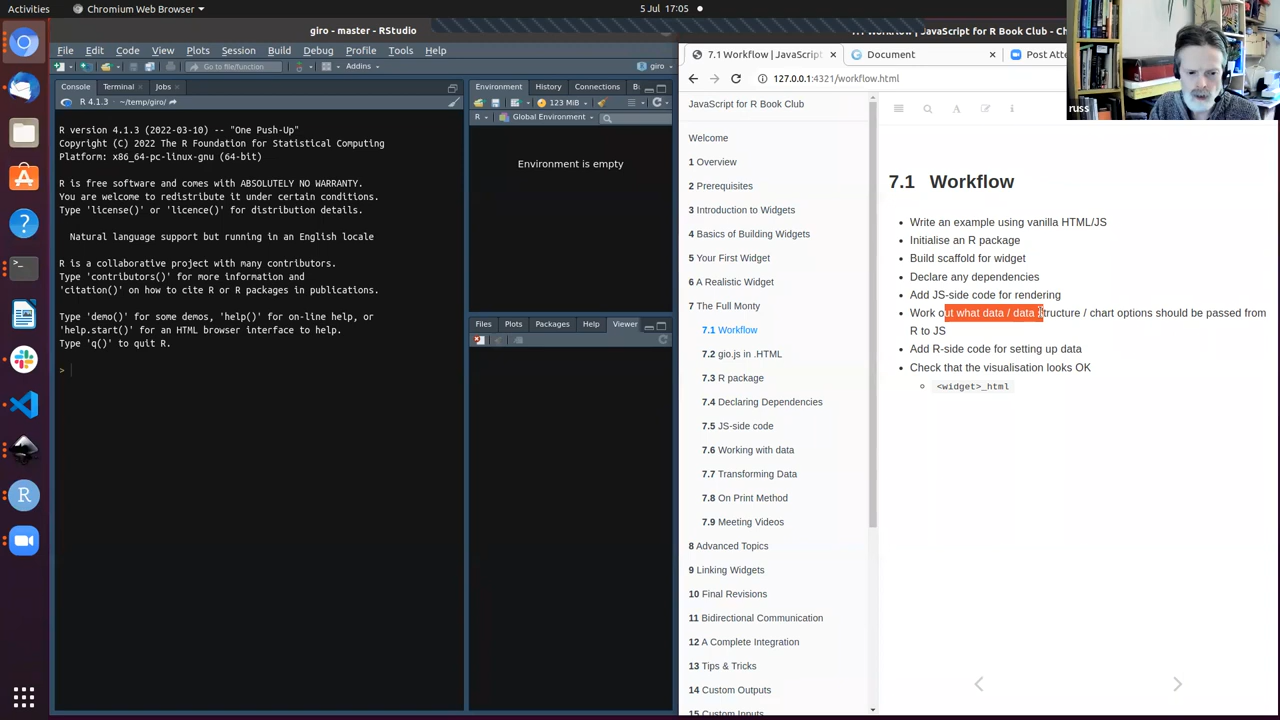 Activities
Chromium Web Browser
5 Jul 17:05
giro - master - RStudio
File Edit Code View Plots Session Build Debug Profile Tools Help
Go to file/function
Addins
giro
Console Terminal Jobs
R 4.1.3 · ~/temp/giro/
R version 4.1.3 (2022-03-10) -- "One Push-Up"
Copyright (C) 2022 The R Foundation for Statistical Computing
Platform: x86_64-pc-linux-gnu (64-bit)
R is free software and comes with ABSOLUTELY NO WARRANTY.
You are welcome to redistribute it under certain conditions.
Type 'license()' or 'licence()' for distribution details.
Natural language support but running in an English locale
R is a collaborative project with many contributors.
Type 'contributors()' for more information and
'citation()' on how to cite R or R packages in publications.
Type 'demo()' for some demos, 'help()' for on-line help, or
'help.start()' for an HTML browser interface to help.
Type 'q()' to quit R.
>
Environment History Connections
123 MiB
R Global Environment
Environment is empty
Files Plots Packages Help Viewer
7.1 Workflow | JavaScript for R Book Club - Ch
7.1 Workflow | JavaScript
Document
Post Atte
127.0.0.1:4321/workflow.html
russ
JavaScript for R Book Club
Welcome
1 Overview
2 Prerequisites
3 Introduction to Widgets
4 Basics of Building Widgets
5 Your First Widget
6 A Realistic Widget
7 The Full Monty
7.1 Workflow
7.2 gio.js in .HTML
7.3 R package
7.4 Declaring Dependencies
7.5 JS-side code
7.6 Working with data
7.7 Transforming Data
7.8 On Print Method
7.9 Meeting Videos
8 Advanced Topics
9 Linking Widgets
10 Final Revisions
11 Bidirectional Communication
12 A Complete Integration
13 Tips & Tricks
14 Custom Outputs
15 Custom Inputs
7.1 Workflow
Write an example using vanilla HTML/JS
Initialise an R package
Build scaffold for widget
Declare any dependencies
Add JS-side code for rendering
Work out what data / data structure / chart options should be passed from
R to JS
Add R-side code for setting up data
Check that the visualisation looks OK
<widget>_html